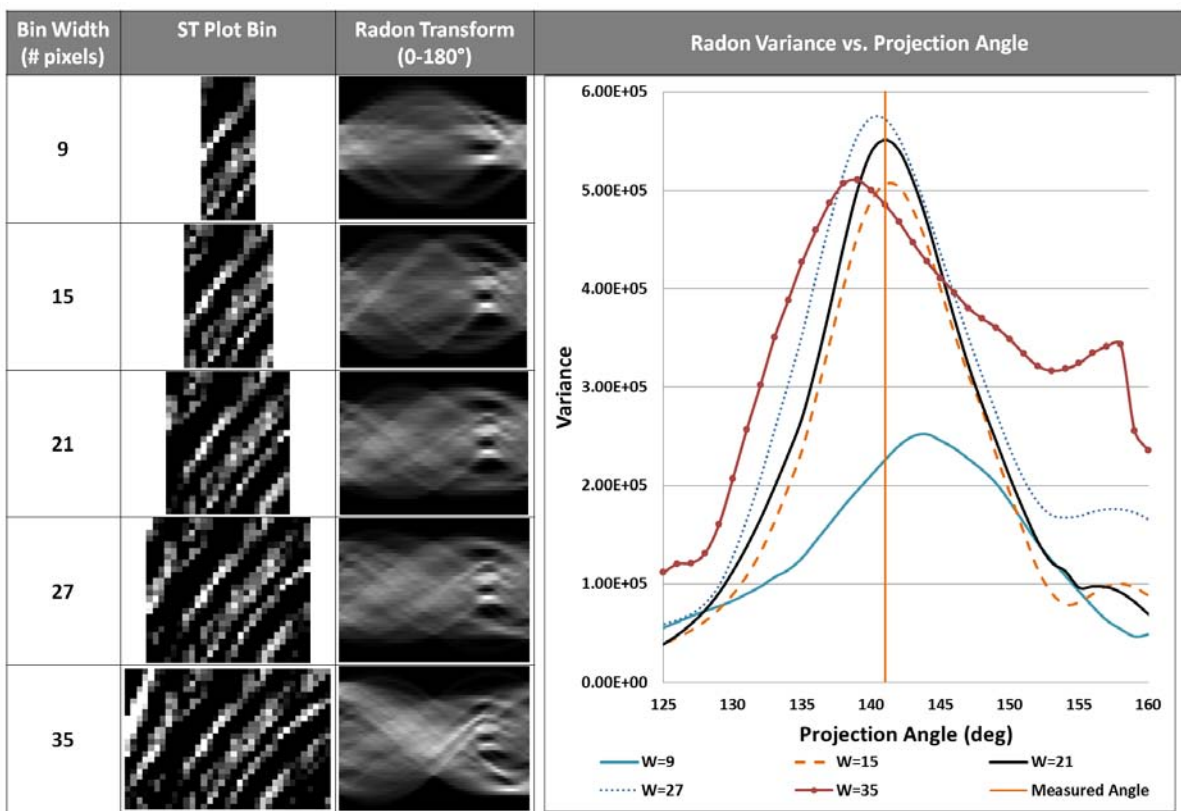 Bin Width
(# pixels)
ST Plot Bin
Radon Transform
(0-180°)
Radon Variance vs. Projection Angle
9
15
21
27
35
6.00E+05
5.00E+05
4.00E+05
3.00E+05
2.00E+05
1.00E+05
0.00E+00
Variance
125 130 135 140 145 150 155 160
Projection Angle (deg)
W=9 W=15 W=21
W=27 W=35 Measured Angle